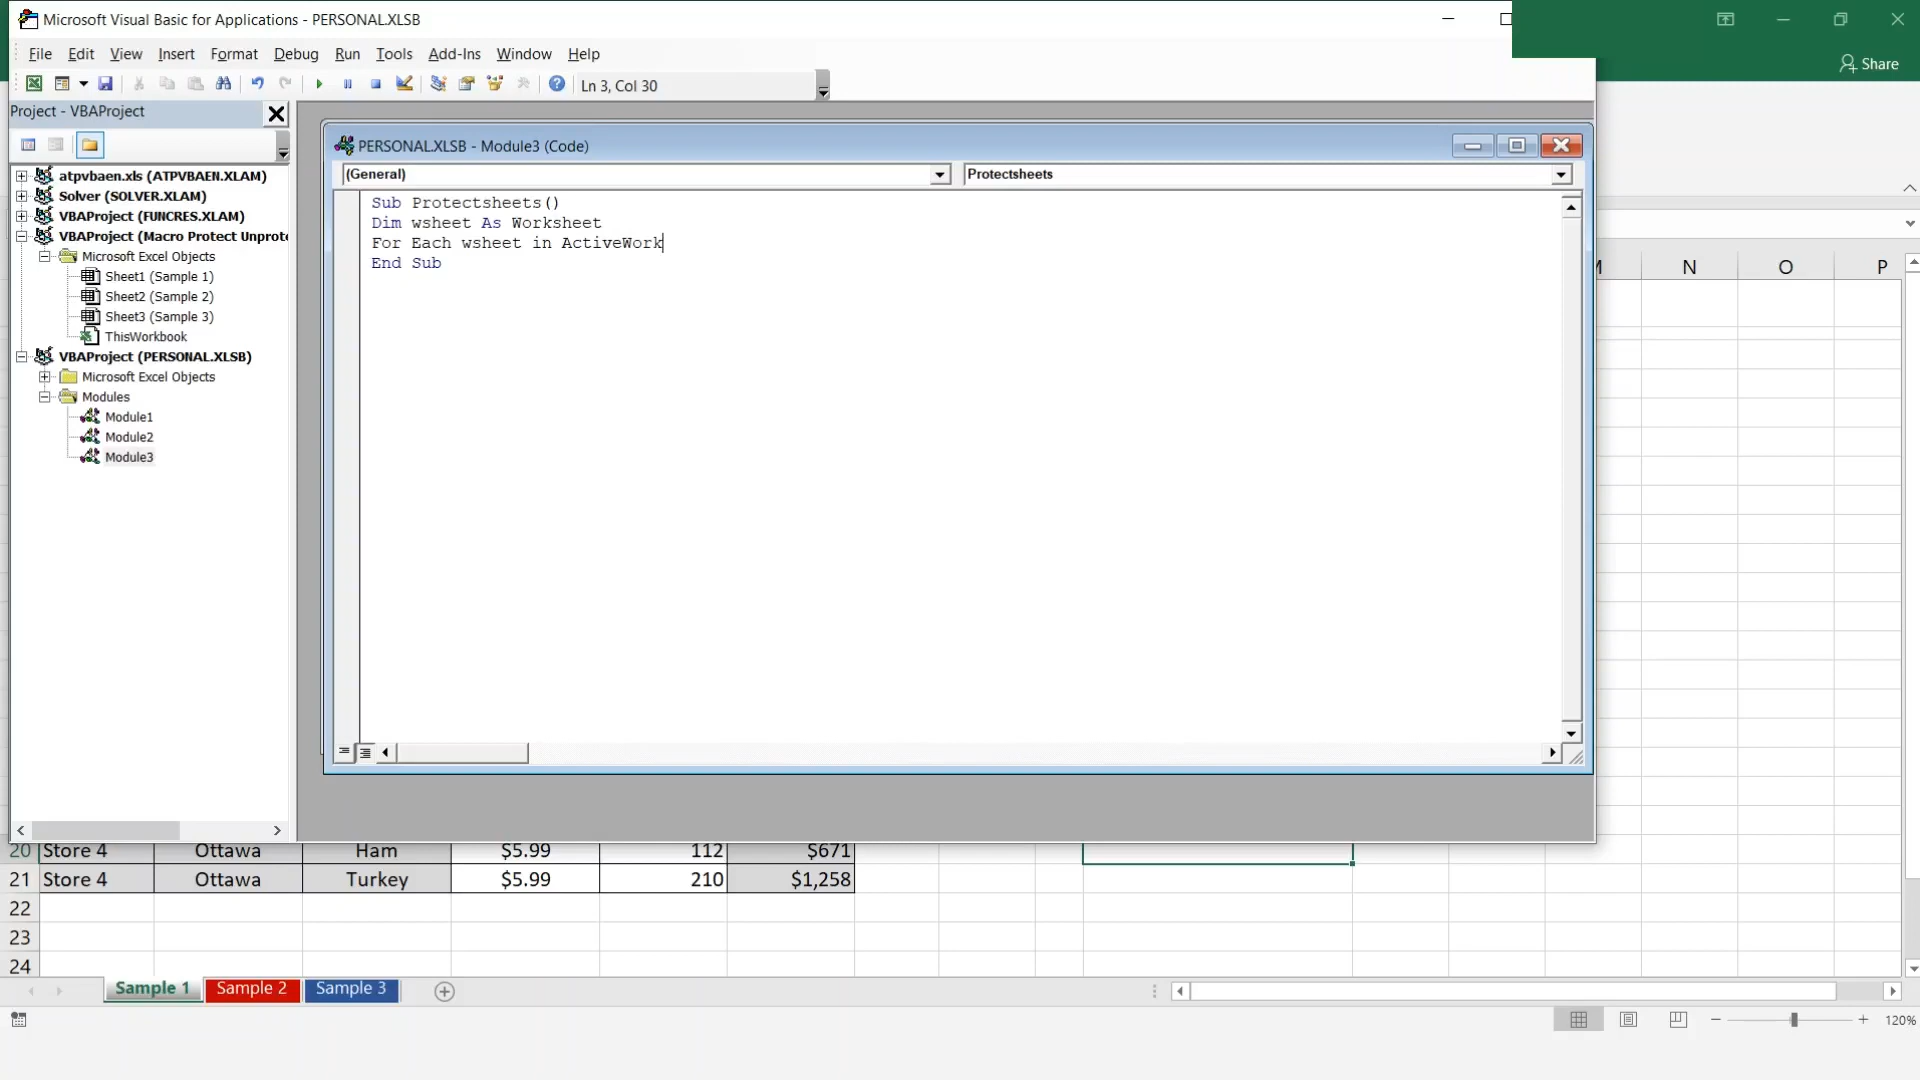 Microsoft Visual Basic for Applications - PERSONAL.XLSB
Share
File Edit View Insert Format Debug Run Tools Add-Ins Window Help
Ln 3, Col 30
Project - VBAProject
PERSONAL.XLSB - Module3 (Code)
(General)
Protectsheets
atpvbaen.xls (ATPVBAEN.XLAM)
Solver (SOLVER.XLAM)
VBAProject (FUNCRES.XLAM)
VBAProject (Macro Protect Unprote
Microsoft Excel Objects
Sheet1 (Sample 1)
Sheet2 (Sample 2)
Sheet3 (Sample 3)
ThisWorkbook
VBAProject (PERSONAL.XLSB)
Microsoft Excel Objects
Modules
Module1
Module2
Module3
Sub Protectsheets()
Dim wsheet As Worksheet
For Each wsheet in ActiveWork
End Sub
N O P
20 Store 4 Ottawa Ham $5.99 112 $671
21 Store 4 Ottawa Turkey $5.99 210 $1,258
22
23
24
Sample 1 Sample 2 Sample 3
120%